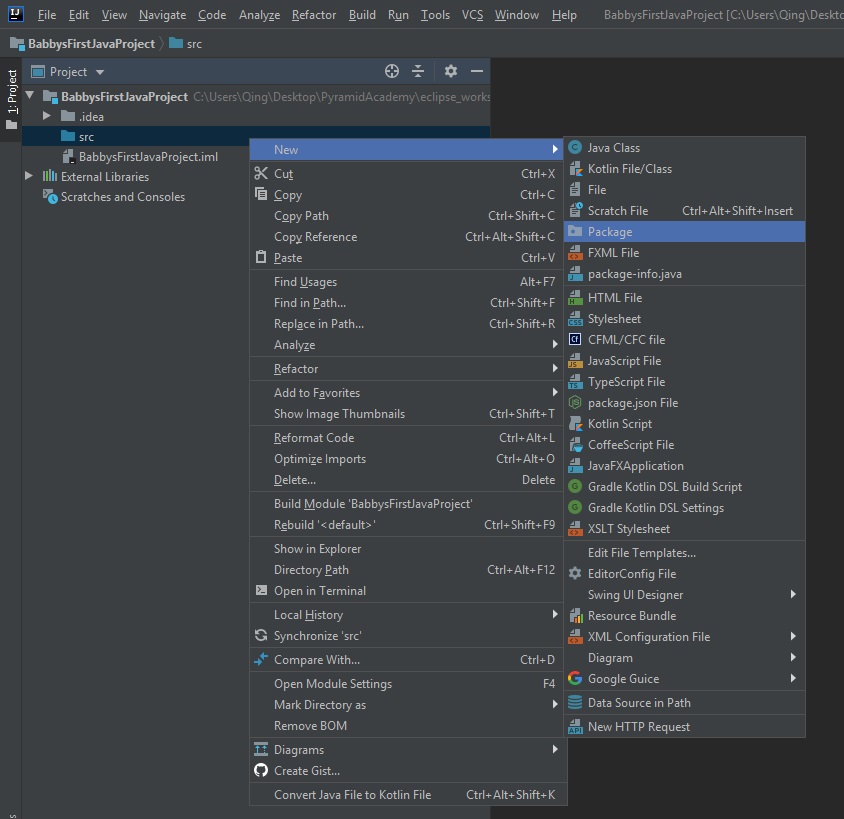 IJ File Edit View Navigate Code Analyze Refactor Build Run Tools VCS Window Help BabbysFirstJavaProject [C:\Users\Qing\Deskto
BabbysFirstJavaProject src
1: Project
Project
BabbysFirstJavaProject C:\Users\Qing\Desktop\PyramidAcademy\eclipse_works
.idea
src
BabbysFirstJavaProject.iml
External Libraries
Scratches and Consoles
New
Cut Ctrl+X
Copy Ctrl+C
Copy Path Ctrl+Shift+C
Copy Reference Ctrl+Alt+Shift+C
Paste Ctrl+V
Find Usages Alt+F7
Find in Path... Ctrl+Shift+F
Replace in Path... Ctrl+Shift+R
Analyze
Refactor
Add to Favorites
Show Image Thumbnails Ctrl+Shift+T
Reformat Code Ctrl+Alt+L
Optimize Imports Ctrl+Alt+O
Delete... Delete
Build Module 'BabbysFirstJavaProject'
Rebuild '<default>' Ctrl+Shift+F9
Show in Explorer
Directory Path Ctrl+Alt+F12
Open in Terminal
Local History
Synchronize 'src'
Compare With... Ctrl+D
Open Module Settings F4
Mark Directory as
Remove BOM
Diagrams
Create Gist...
Convert Java File to Kotlin File Ctrl+Alt+Shift+K
Java Class
Kotlin File/Class
File
Scratch File Ctrl+Alt+Shift+Insert
Package
FXML File
package-info.java
HTML File
Stylesheet
CFML/CFC file
JavaScript File
TypeScript File
package.json File
Kotlin Script
CoffeeScript File
JavaFXApplication
Gradle Kotlin DSL Build Script
Gradle Kotlin DSL Settings
XSLT Stylesheet
Edit File Templates...
EditorConfig File
Swing UI Designer
Resource Bundle
XML Configuration File
Diagram
Google Guice
Data Source in Path
New HTTP Request